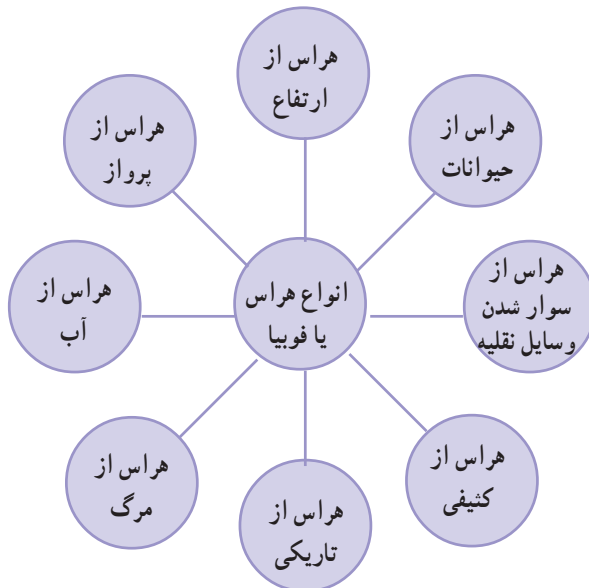 هراس از
ارتفاع
هراس از
حیوانات
هراس از
سوار شدن
وسایل نقلیه
هراس از
کثیفی
هراس از
تاریکی
هراس از
مرگ
هراس از
آب
هراس از
پرواز
انواع هراس
یا فوبیا